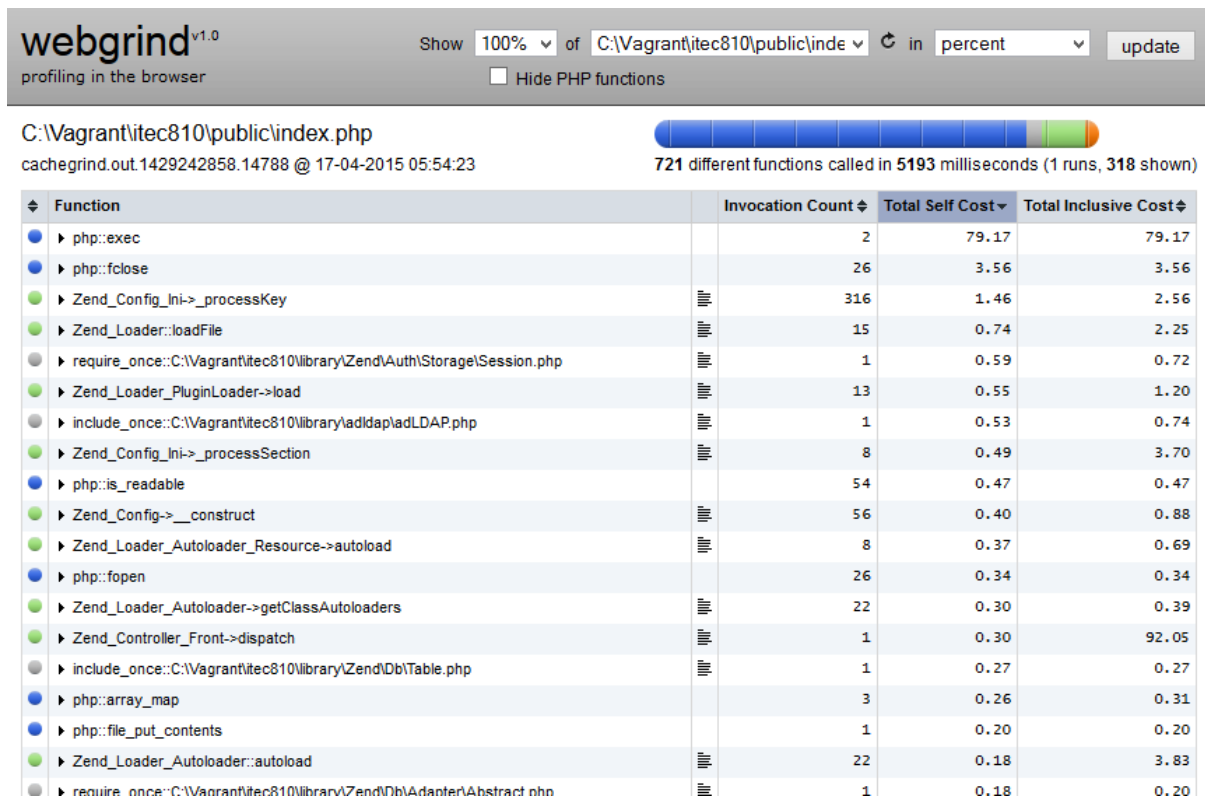 webgrind v1.0
profiling in the browser
Show 100% of C:\Vagrant\itec810\public\inde in percent update
Hide PHP functions
C:\Vagrant\itec810\public\index.php
cachegrind.out.1429242858.14788 @ 17-04-2015 05:54:23
721 different functions called in 5193 milliseconds (1 runs, 318 shown)
Function Invocation Count Total Self Cost Total Inclusive Cost
php::exec 2 79.17 79.17
php::fclose 26 3.56 3.56
Zend_Config_Ini->_processKey 316 1.46 2.56
Zend_Loader::loadFile 15 0.74 2.25
require_once::C:\Vagrant\itec810\library\Zend\Auth\Storage\Session.php 1 0.59 0.72
Zend_Loader_PluginLoader->load 13 0.55 1.20
include_once::C:\Vagrant\itec810\library\adldap\adLDAP.php 1 0.53 0.74
Zend_Config_Ini->_processSection 8 0.49 3.70
php::is_readable 54 0.47 0.47
Zend_Config->__construct 56 0.40 0.88
Zend_Loader_Autoloader_Resource->autoload 8 0.37 0.69
php::fopen 26 0.34 0.34
Zend_Loader_Autoloader->getClassAutoloaders 22 0.30 0.39
Zend_Controller_Front->dispatch 1 0.30 92.05
include_once::C:\Vagrant\itec810\library\Zend\Db\Table.php 1 0.27 0.27
php::array_map 3 0.26 0.31
php::file_put_contents 1 0.20 0.20
Zend_Loader_Autoloader::autoload 22 0.18 3.83
require_once::C:\Vagrant\itec810\library\Zend\Db\Adapter\Abstract.php 1 0.18 0.20